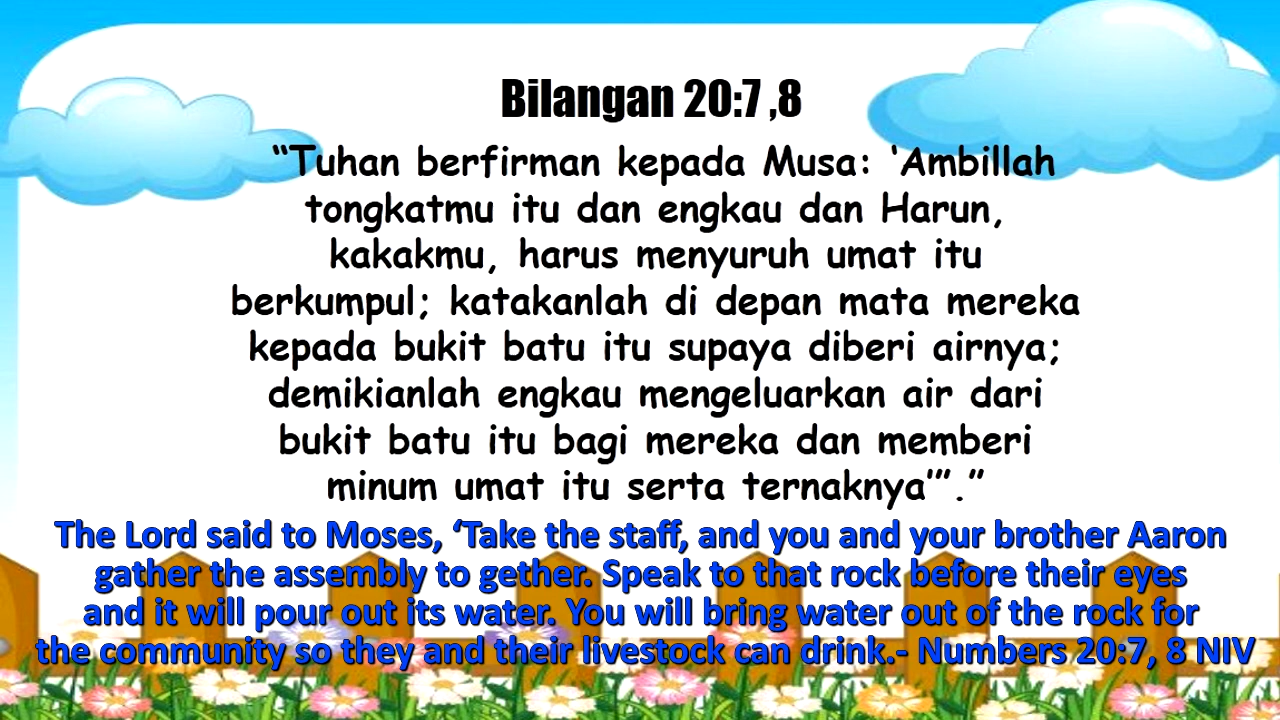 Bilangan 20:7 ,8
“Tuhan berfirman kepada Musa: ‘Ambillah
tongkatmu itu dan engkau dan Harun,
kakakmu, harus menyuruh umat itu
berkumpul; katakanlah di depan mata mereka
kepada bukit batu itu supaya diberi airnya;
demikianlah engkau mengeluarkan air dari
bukit batu itu bagi mereka dan memberi
minum umat itu serta ternaknya’”.”
The Lord said to Moses, ‘Take the staff, and you and your brother Aaron
gather the assembly to gether. Speak to that rock before their eyes
and it will pour out its water. You will bring water out of the rock for
the community so they and their livestock can drink.- Numbers 20:7, 8 NIV